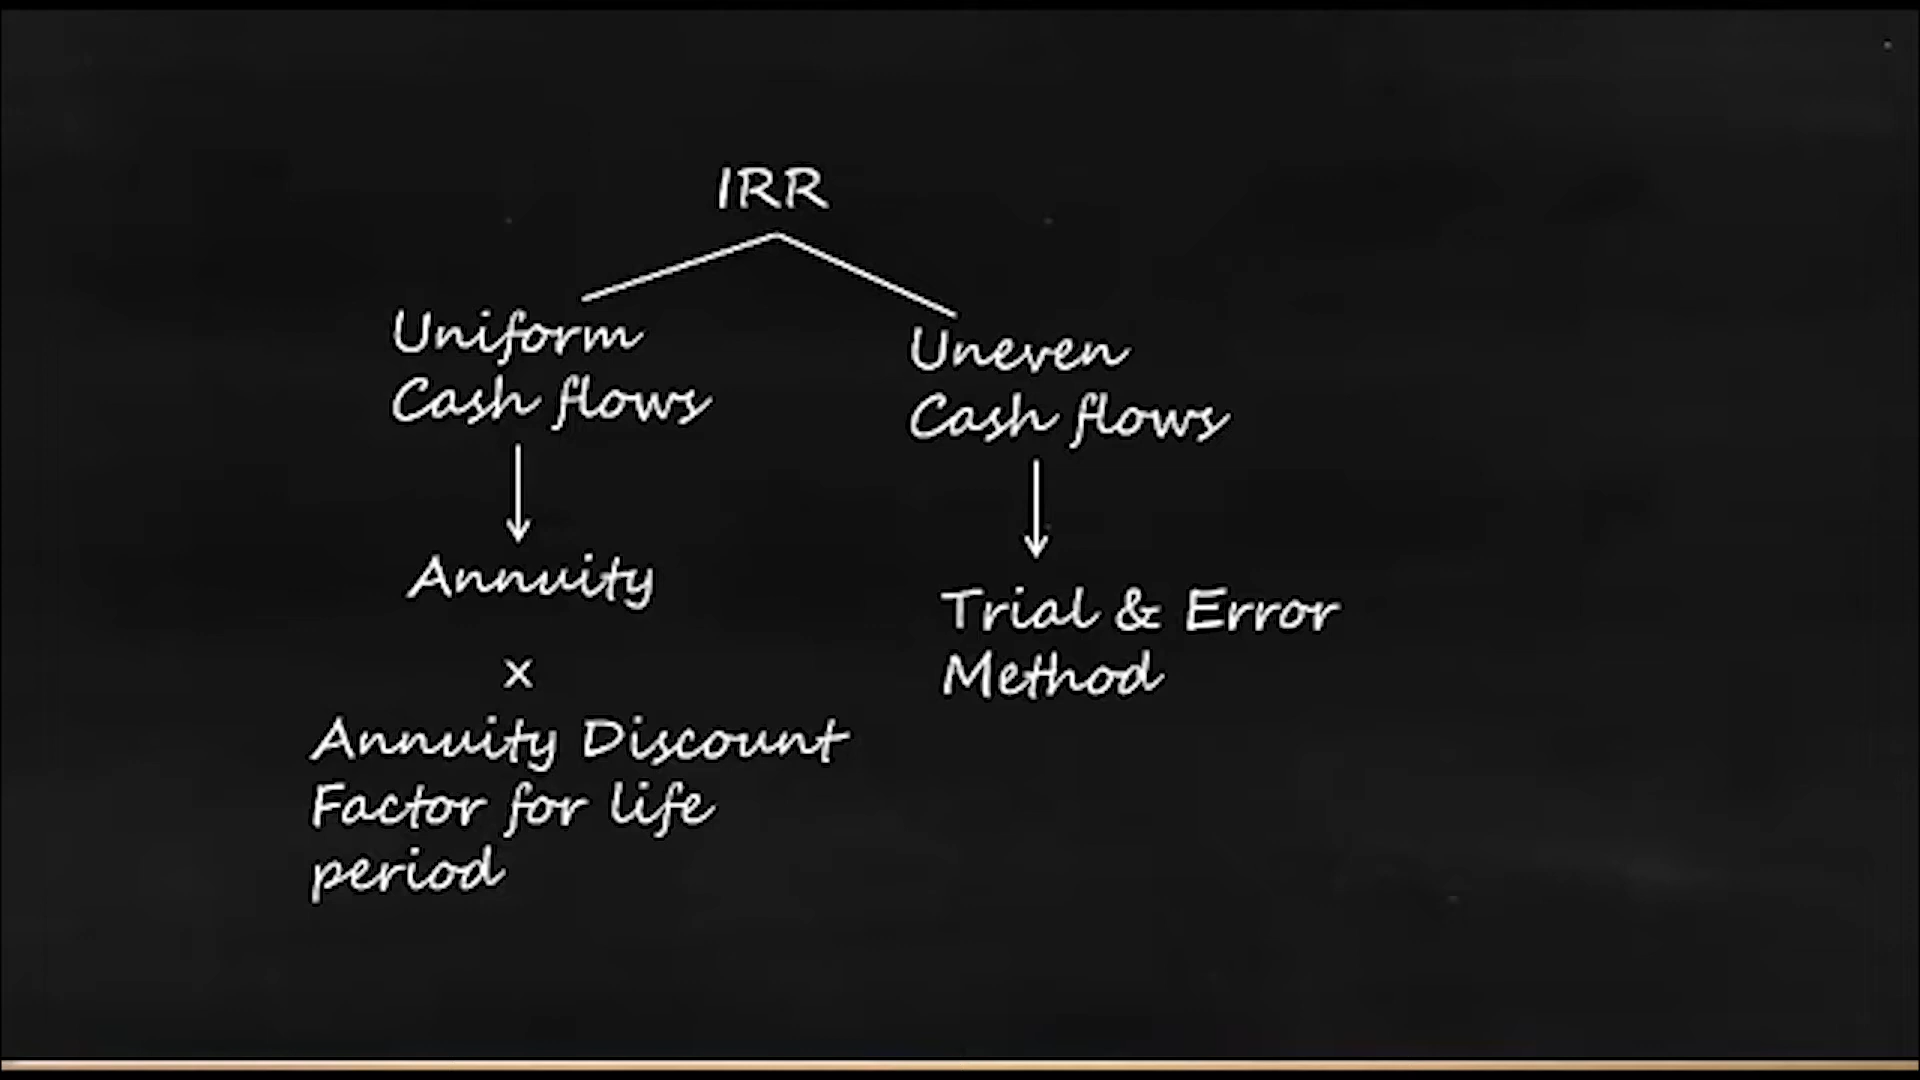 IRR
Uniform
Cash flows
Uneven
Cash flows
Annuity
x
Annuity Discount
Factor for life
period
Trial & Error
Method